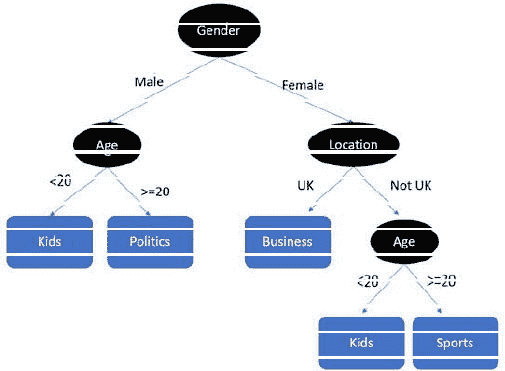 Gender
Male
Female
Age
Location
<20
>=20
UK
Not UK
Kids
Politics
Business
Age
<20
>=20
Kids
Sports